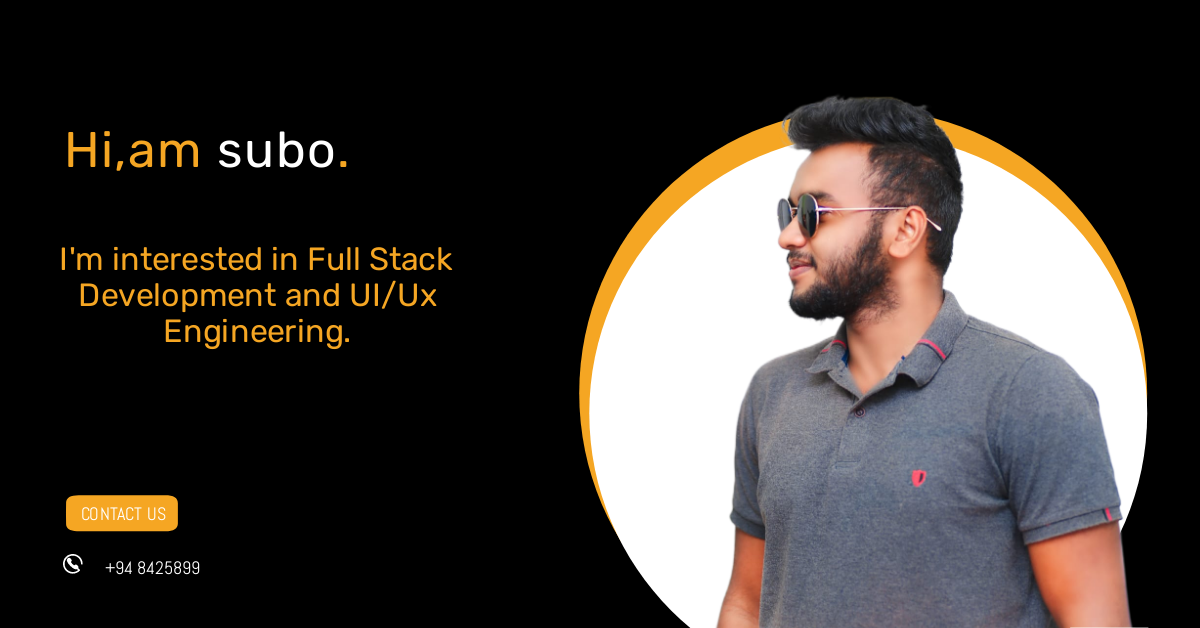 Hi,am subo.
I'm interested in Full Stack
Development and UI/Ux
Engineering.
CONTACT US
+94 8425899